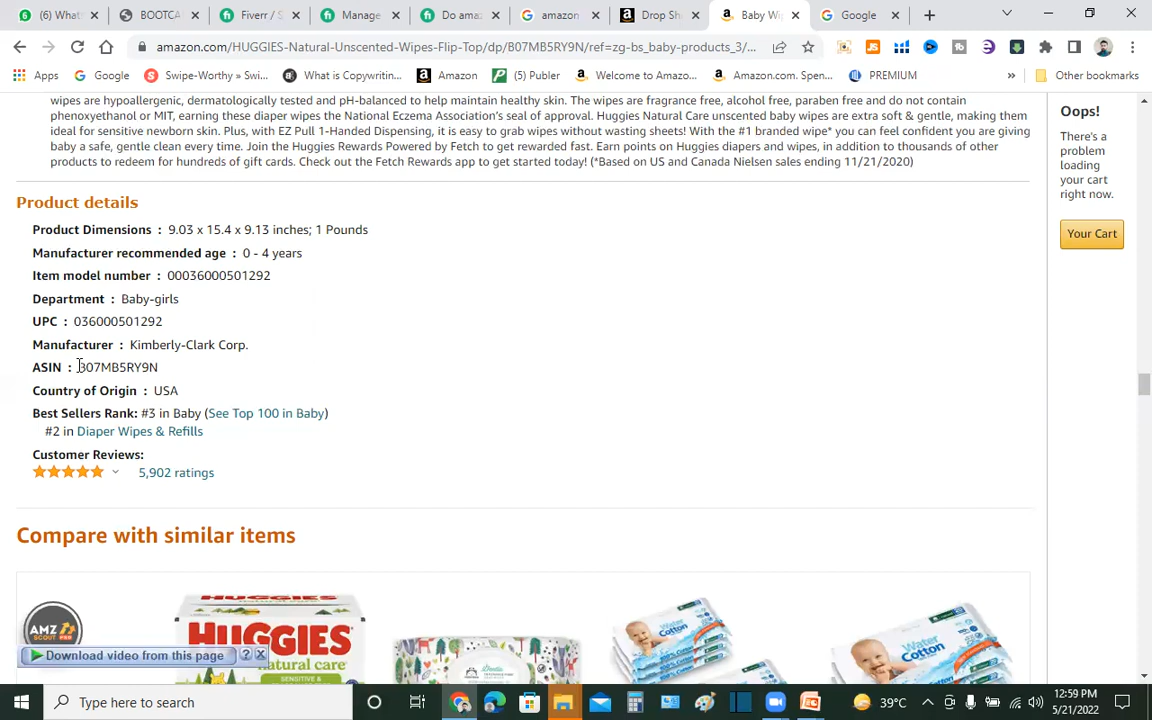 (6) (What
BOOTCA
Fiverr / S
Manage
Do amaz
amazon
Drop Sh
Baby Wi
Google
amazon.com/HUGGIES-Natural-Unscented-Wipes-Flip-Top/dp/B07MB5RY9N/ref=zg-bs_baby-products_3/...
Apps
Google
Swipe-Worthy » Swi...
What is Copywritin...
Amazon
(5) Publer
Welcome to Amazo...
Amazon.com. Spen...
PREMIUM
»
Other bookmarks
wipes are hypoallergenic, dermatologically tested and pH-balanced to help maintain healthy skin. The wipes are fragrance free, alcohol free, paraben free and do not contain
phenoxyethanol or MIT, earning these diaper wipes the National Eczema Association's seal of approval. Huggies Natural Care unscented baby wipes are extra soft & gentle, making them
ideal for sensitive newborn skin. Plus, with EZ Pull 1-Handed Dispensing, it is easy to grab wipes without wasting sheets! With the #1 branded wipe* you can feel confident you are giving
baby a safe, gentle clean every time. Join the Huggies Rewards Powered by Fetch to get rewarded fast. Earn points on Huggies diapers and wipes, in addition to thousands of other
products to redeem for hundreds of gift cards. Check out the Fetch Rewards app to get started today! (*Based on US and Canada Nielsen sales ending 11/21/2020)
Oops!
There's a
problem
loading
your cart
right now.
Your Cart
Product details
Product Dimensions : 9.03 x 15.4 x 9.13 inches; 1 Pounds
Manufacturer recommended age : 0 - 4 years
Item model number : 00036000501292
Department : Baby-girls
UPC : 036000501292
Manufacturer : Kimberly-Clark Corp.
ASIN : B07MB5RY9N
Country of Origin : USA
Best Sellers Rank: #3 in Baby (See Top 100 in Baby)
#2 in Diaper Wipes & Refills
Customer Reviews:
5,902 ratings
Compare with similar items
AMZ
SCOUT PRO
HUGGIES
natural care
SENSITIVE &
Water
Cotton
Water
Cotton
Download video from this page
Type here to search
39°C
12:59 PM
5/21/2022